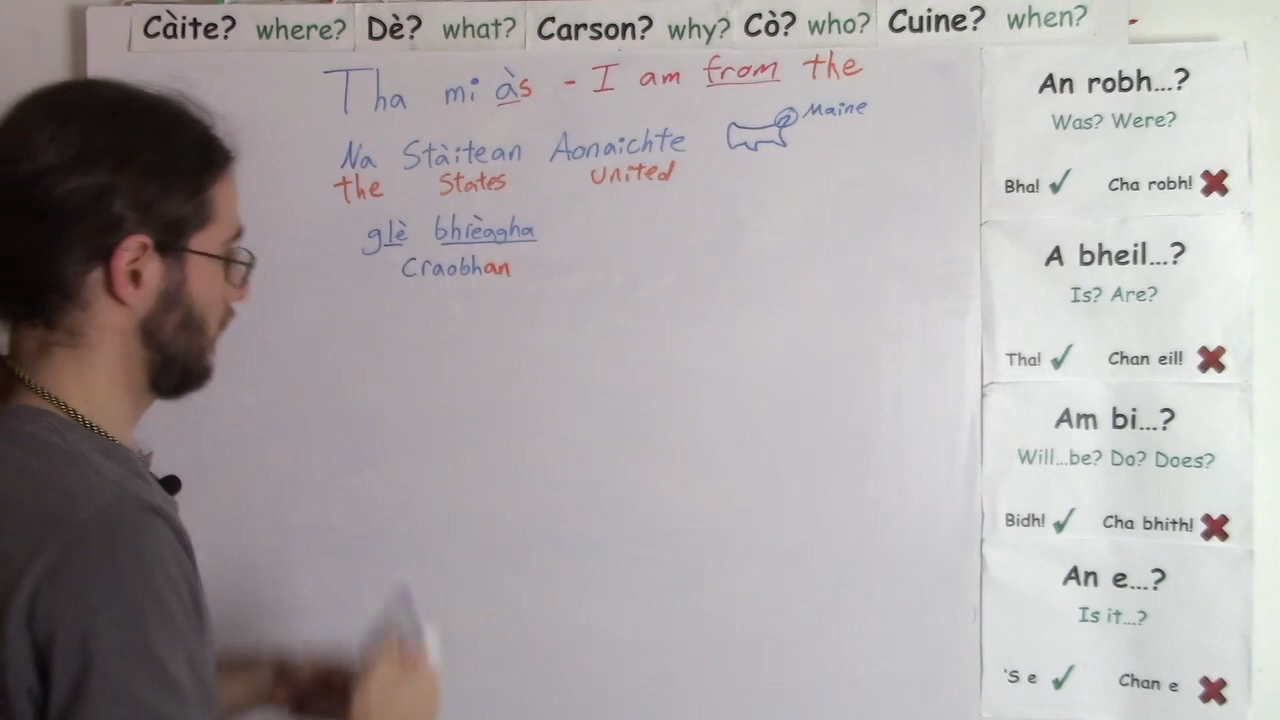 Càite? where? Dè? what? Carson? why? Cò? who? Cuine? when?
Tha mi às - I am from the
Na Stàitean Aonaichte
Maine
the States United
glè bhrèagha
Craobhan
An robh...?
Was? Were?
Bha! Cha robh!
A bheil...?
Is? Are?
Tha! Chan eil!
Am bi...?
Will...be? Do? Does?
Bidh! Cha bhith!
An e...?
Is it...?
'S e Chan e